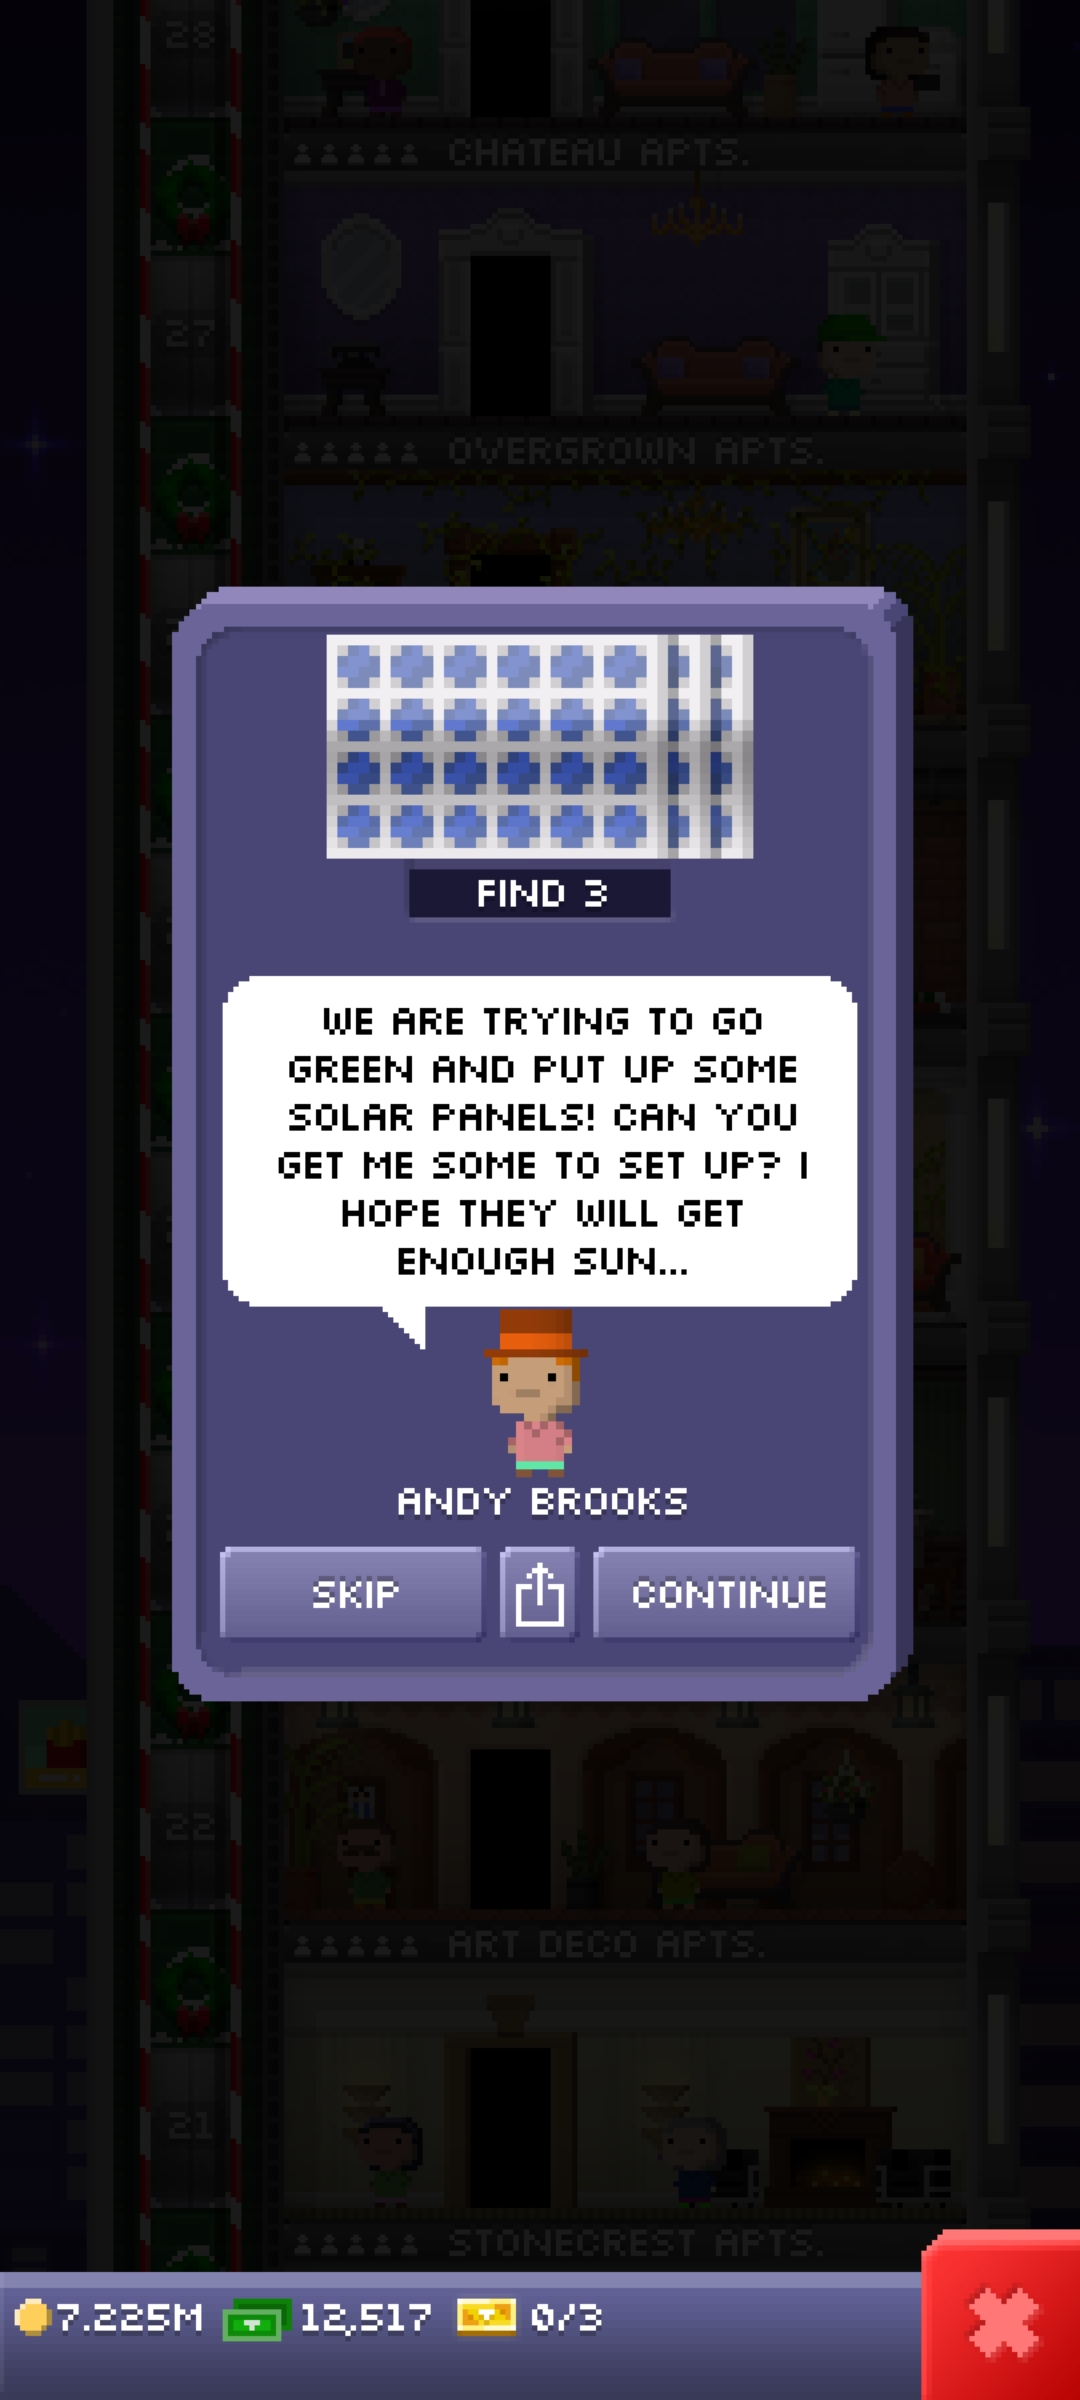 28
CHATEAU APTS.
27
OVERGROWN APTS.
FIND 3
WE ARE TRYING TO GO
GREEN AND PUT UP SOME
SOLAR PANELS! CAN YOU
GET ME SOME TO SET UP? I
HOPE THEY WILL GET
ENOUGH SUN...
ANDY BROOKS
SKIP
CONTINUE
22
ART DECO APTS.
21
STONECREST APTS.
7.225M 12,517 0/3